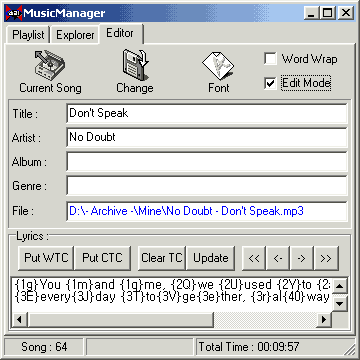 MusicManager
Playlist Explorer Editor
Current Song Change Font Word Wrap
Edit Mode
Title : Don't Speak
Artist : No Doubt
Album :
Genre :
File : D:\- Archive -\Mine\No Doubt - Don't Speak.mp3
Lyrics :
Put WTC Put CTC Clear TC Update << <- -> >>
{1g}You {1m}and {1q}me, {2Q}we {2U}used {2Y}to
{3E}every{3J}day {3T}to{3V}ge{3e}ther, {3r}al{40}way
Song : 64 Total Time : 00:09:57